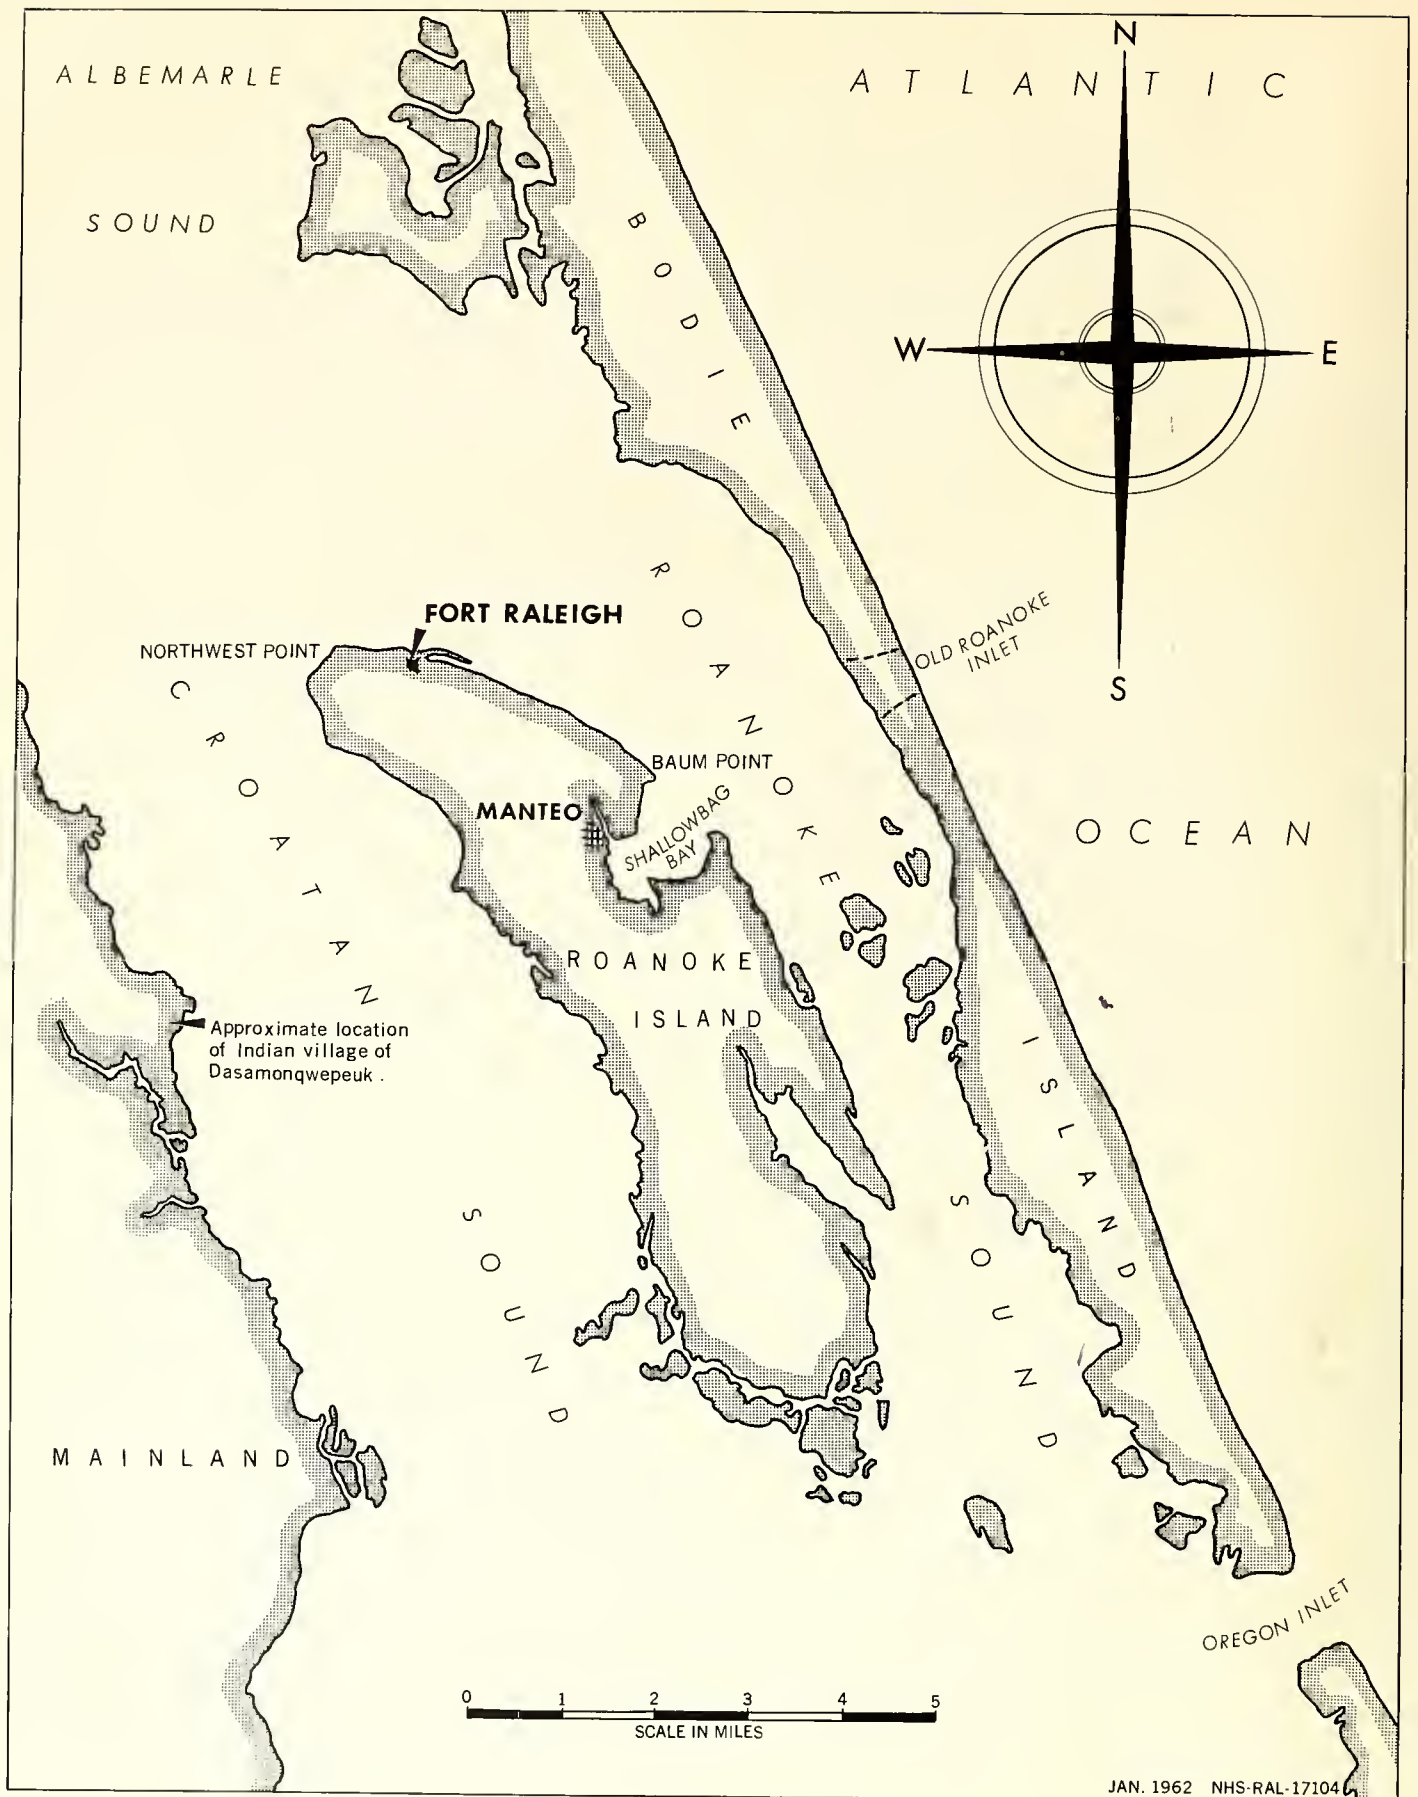 N
ALBEMARLE
ATLANTIC
SOUND
BODIE
W
E
ROANOKE
OLD ROANOKE
INLET
FORT RALEIGH
NORTHWEST POINT
S
CROATAN
BAUM POINT
MANTEO
SHALLOWBAG
BAY
OCEAN
ROANOKE
ISLAND
Approximate location
of Indian village of
Dasamonqwepeuk.
ISLAND
SOUND
SOUND
MAINLAND
OREGON INLET
0 1 2 3 4 5
SCALE IN MILES
JAN. 1962 NHS-RAL-17104